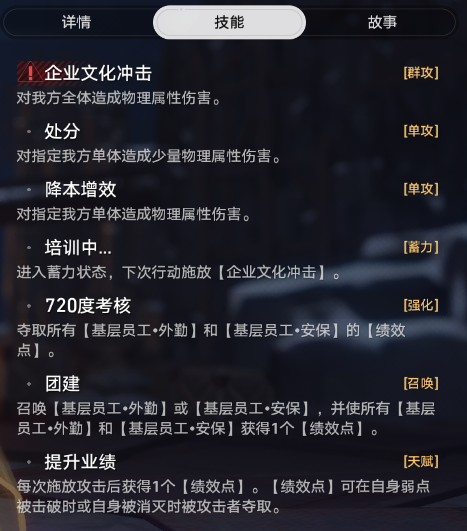 详情 技能 故事
企业文化冲击 [群攻]
对我方全体造成物理属性伤害。
处分 [单攻]
对指定我方单体造成少量物理属性伤害。
降本增效 [单攻]
对指定我方单体造成物理属性伤害。
培训中... [蓄力]
进入蓄力状态，下次行动施放【企业文化冲击】。
720度考核 [强化]
夺取所有【基层员工•外勤】和【基层员工•安保】的【绩效
点】。
团建 [召唤]
召唤【基层员工•外勤】或【基层员工•安保】，并使所有【基层
员工•外勤】和【基层员工•安保】获得1个【绩效点】。
提升业绩 [天赋]
每次施放攻击后获得1个【绩效点】。【绩效点】可在自身弱点
被击破时或自身被消灭时被攻击者夺取。